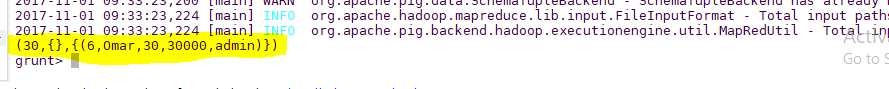 2017-11-01 09:33:23,200 [main] WARN org.apache.pig.data.SchemaTupleBackend - SchemaTupleBackend has already
2017-11-01 09:33:23,224 [main] INFO org.apache.hadoop.mapreduce.lib.input.FileInputFormat - Total input paths
2017-11-01 09:33:23,224 [main] INFO org.apache.pig.backend.hadoop.executionengine.util.MapRedUtil - Total inp
(30,{},{(6,Omar,30,30000,admin)})
grunt>
Activ
Go to S